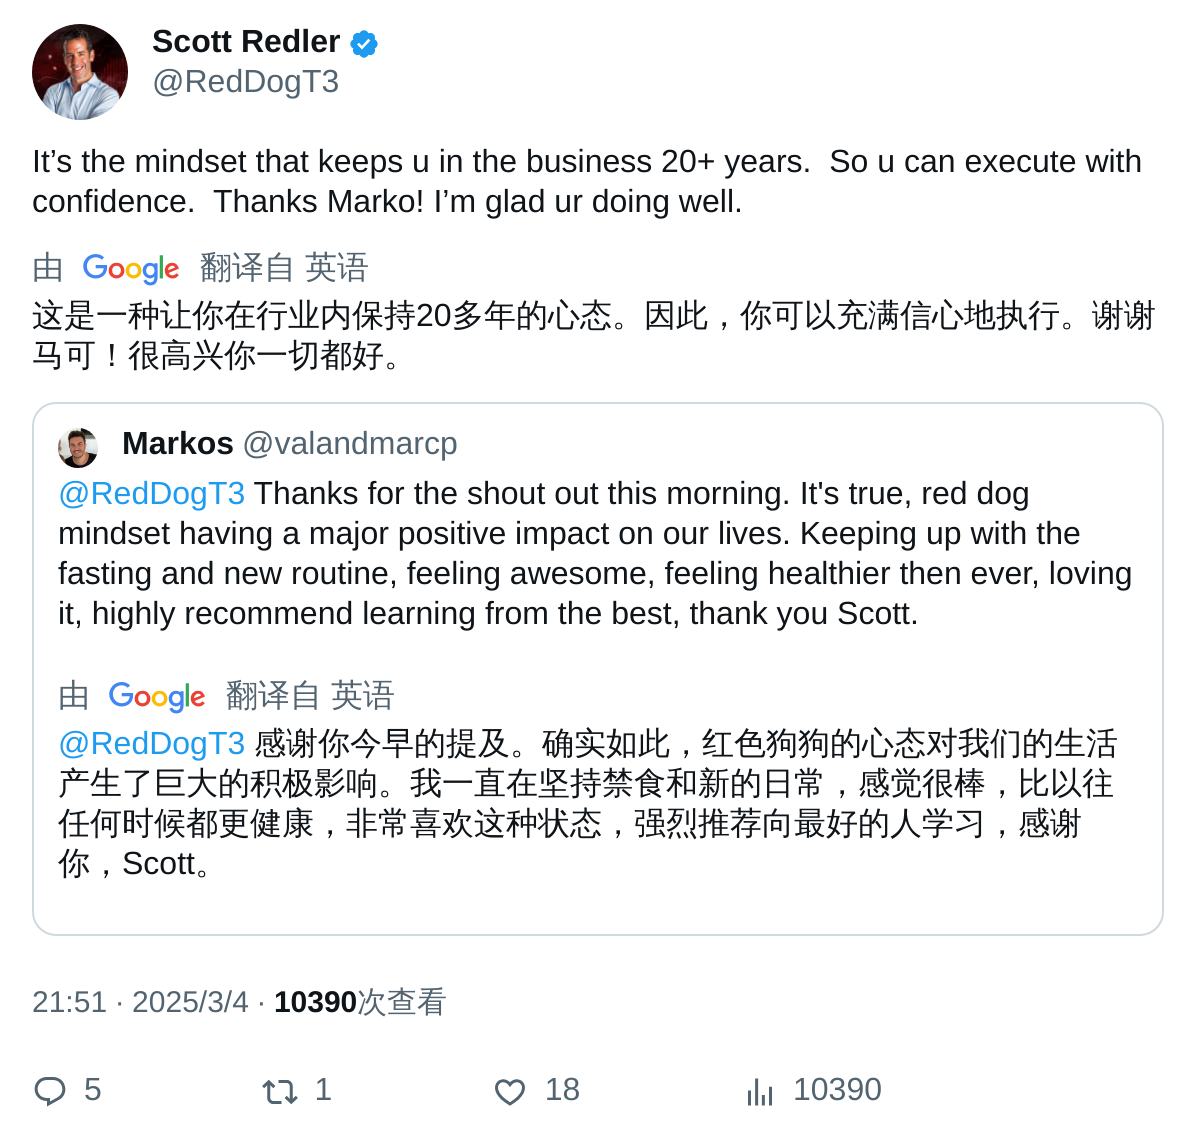 Scott Redler
@RedDogT3
It’s the mindset that keeps u in the business 20+ years.  So u can execute with
confidence.  Thanks Marko! I’m glad ur doing well.
由 Google 翻译自 英语
这是一种让你在行业内保持20多年的心态。因此，你可以充满信心地执行。谢谢
马可！很高兴你一切都好。
Markos @valandmarcp
@RedDogT3 Thanks for the shout out this morning. It's true, red dog
mindset having a major positive impact on our lives. Keeping up with the
fasting and new routine, feeling awesome, feeling healthier then ever, loving
it, highly recommend learning from the best, thank you Scott.
由 Google 翻译自 英语
@RedDogT3 感谢你今早的提及。确实如此，红色狗狗的心态对我们的生活
产生了巨大的积极影响。我一直在坚持禁食和新的日常，感觉很棒，比以往
任何时候都更健康，非常喜欢这种状态，强烈推荐向最好的人学习，感谢
你，Scott。
21:51 · 2025/3/4 · 10390次查看
5 1 18 10390